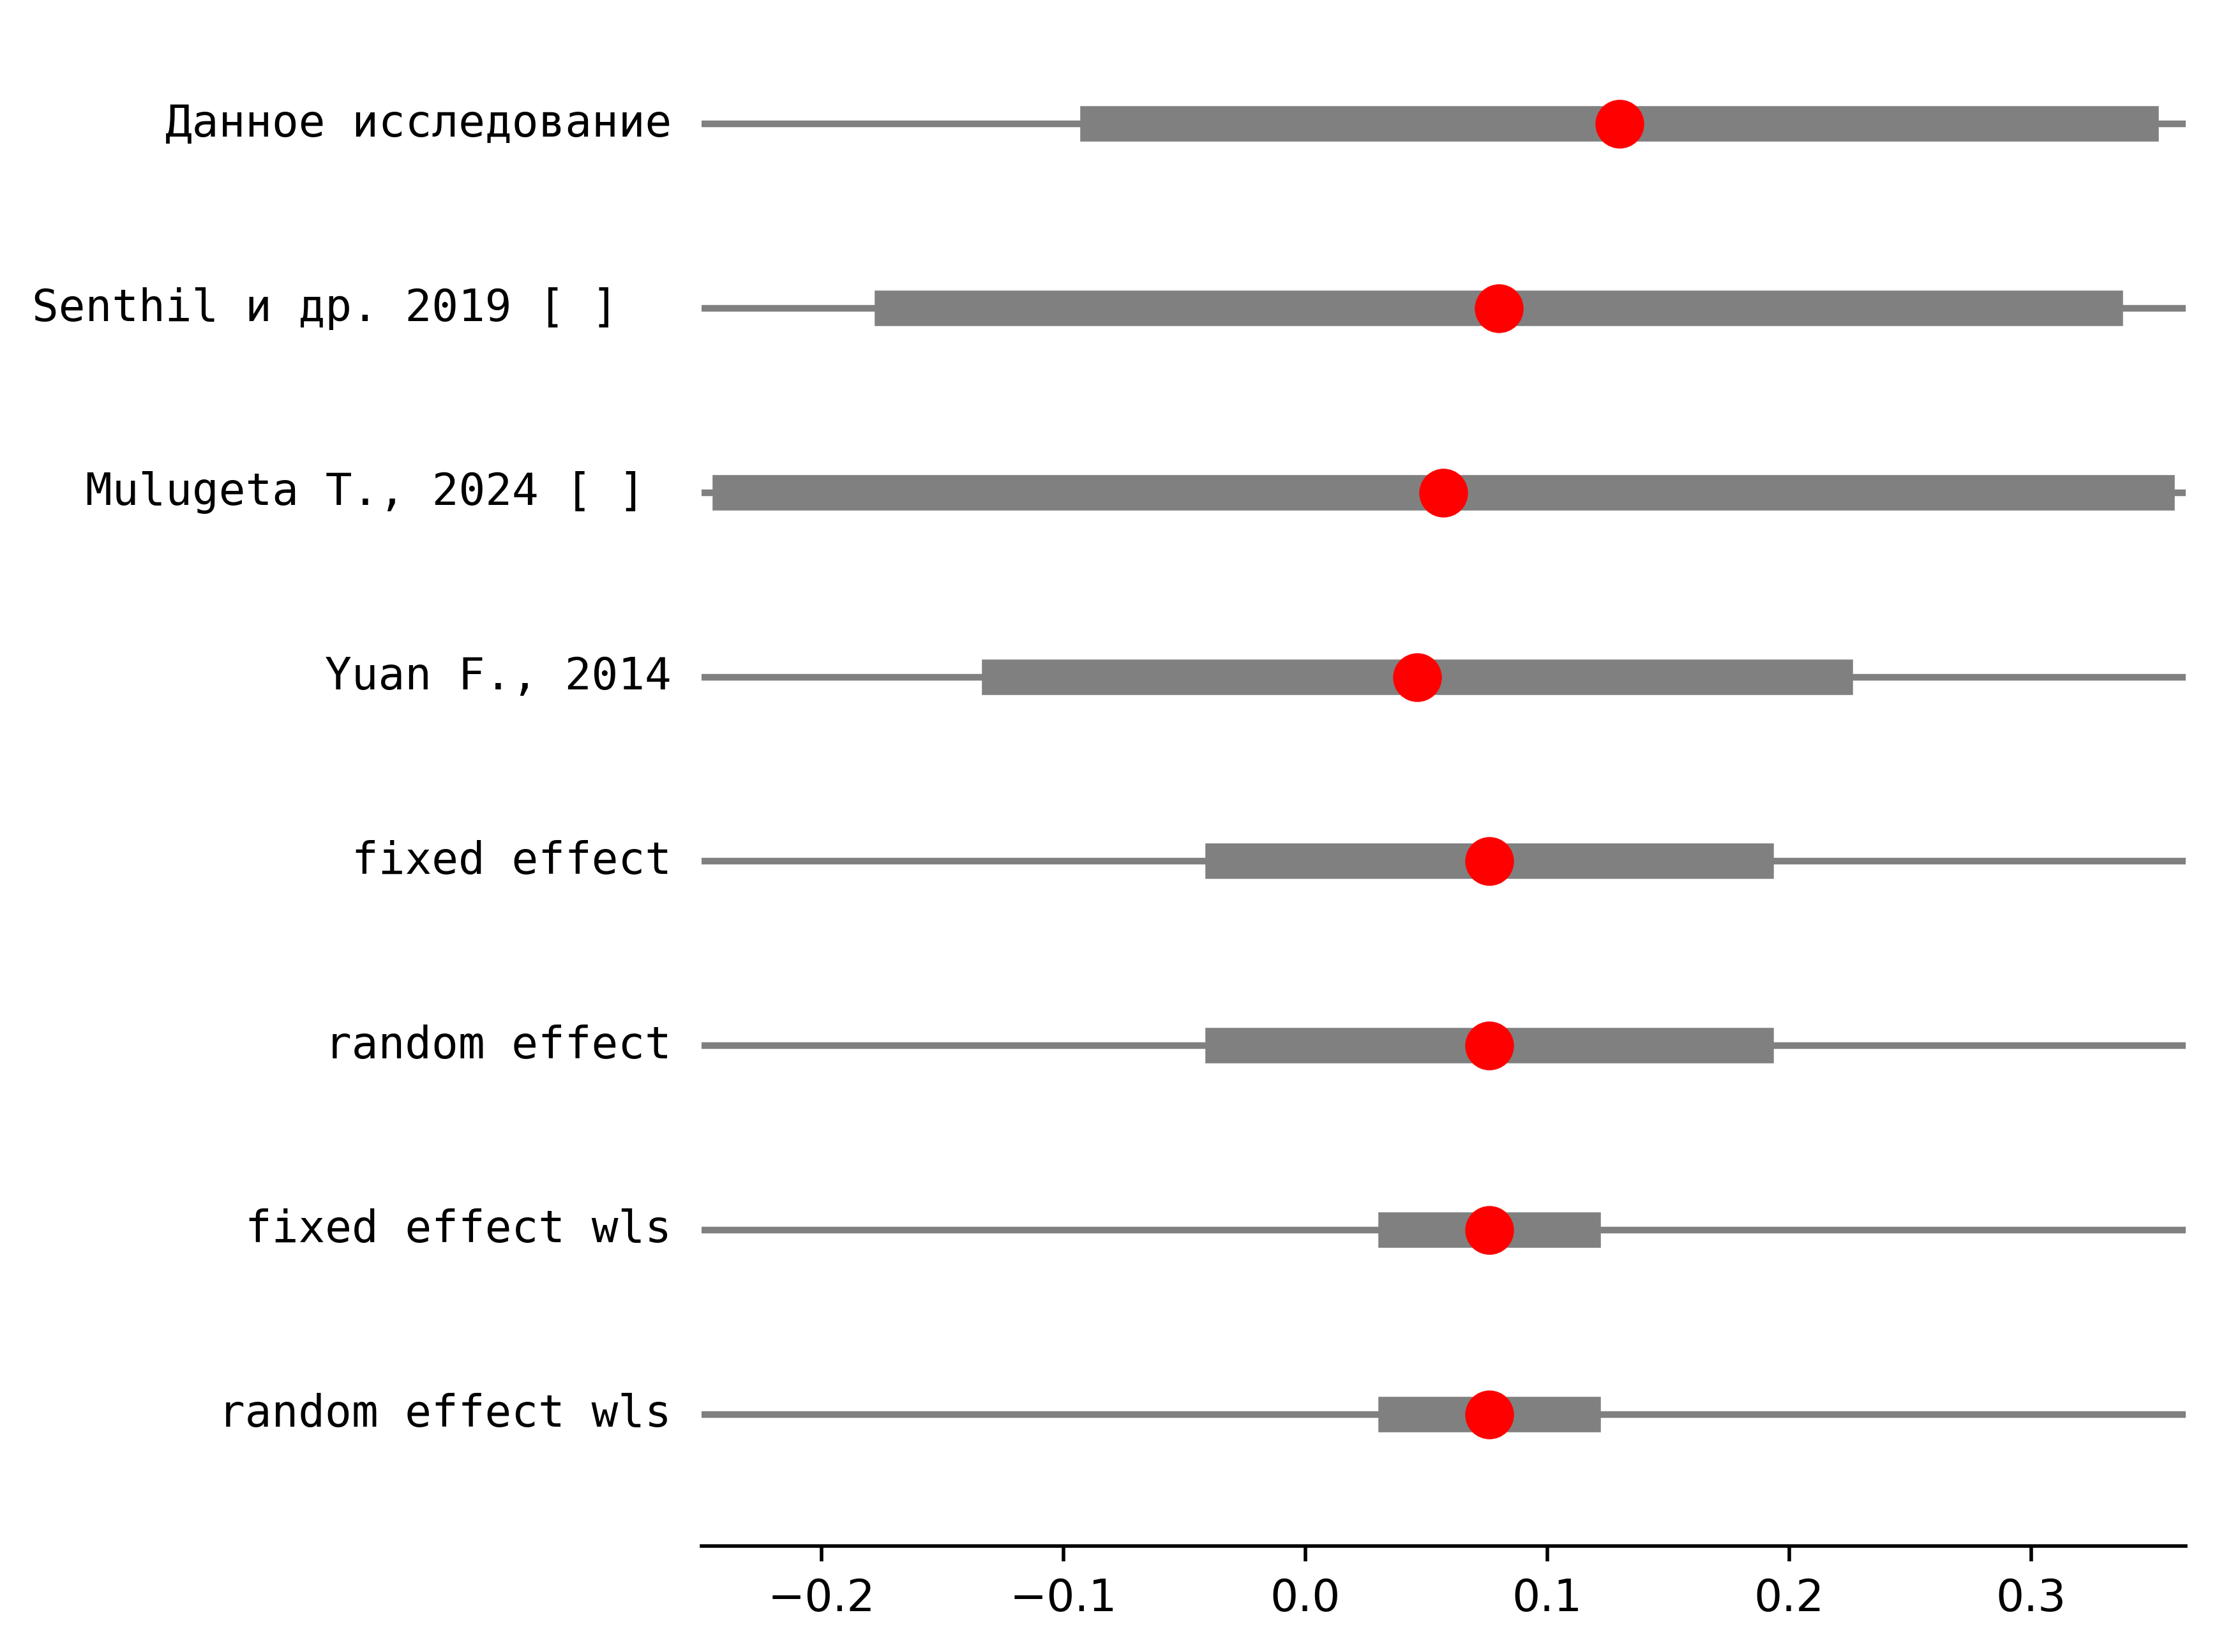 Данное исследование
Senthil и др. 2019 [ ]
Mulugeta T., 2024 [ ]
Yuan F., 2014
fixed effect
random effect
fixed effect wls
random effect wls
−0.2 −0.1 0.0 0.1 0.2 0.3